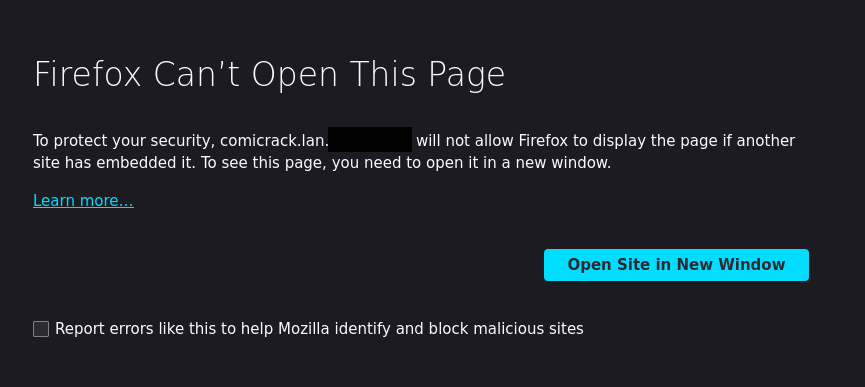 Firefox Can't Open This Page
To protect your security, comicrack.lan. will not allow Firefox to display the page if another
site has embedded it. To see this page, you need to open it in a new window.
Learn more…
Open Site in New Window
Report errors like this to help Mozilla identify and block malicious sites